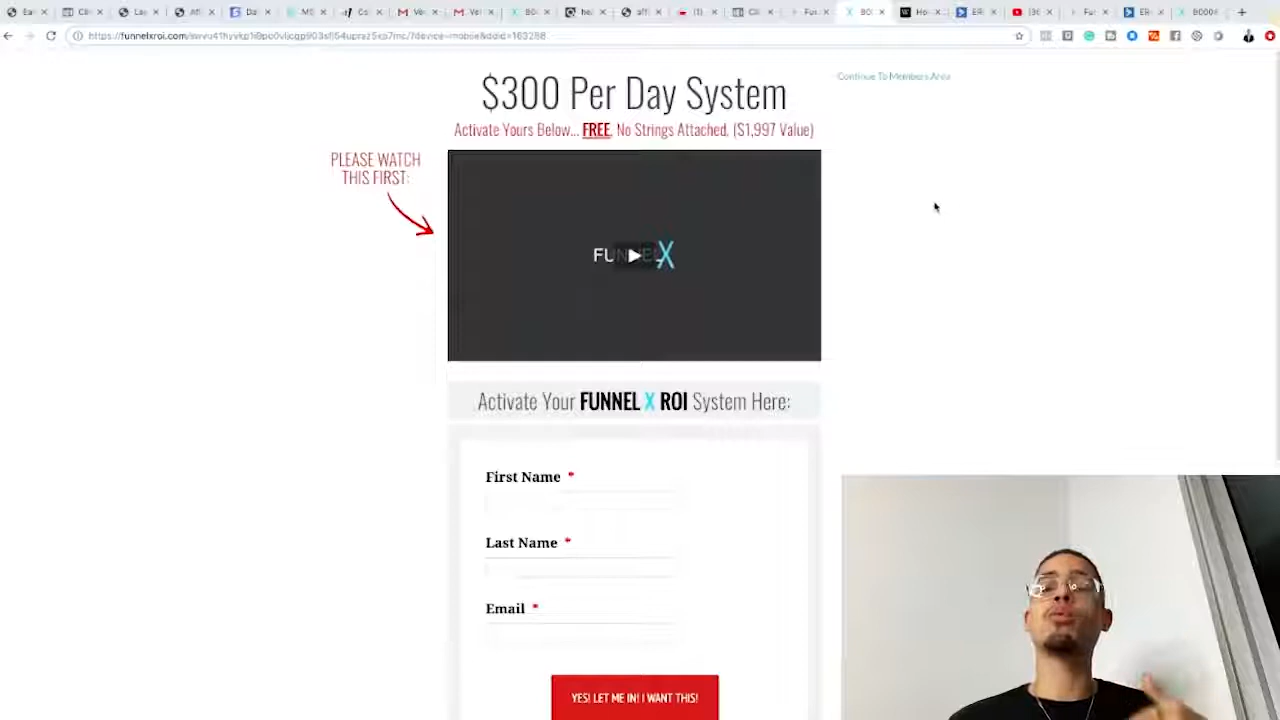 $300 Per Day System
Continue To Members Area
Activate Yours Below... FREE. No Strings Attached. ($1,997 Value)
PLEASE WATCH
THIS FIRST:
FUNNELX
Activate Your FUNNEL X ROI System Here:
First Name *
Last Name *
Email *
YES! LET ME IN! I WANT THIS!